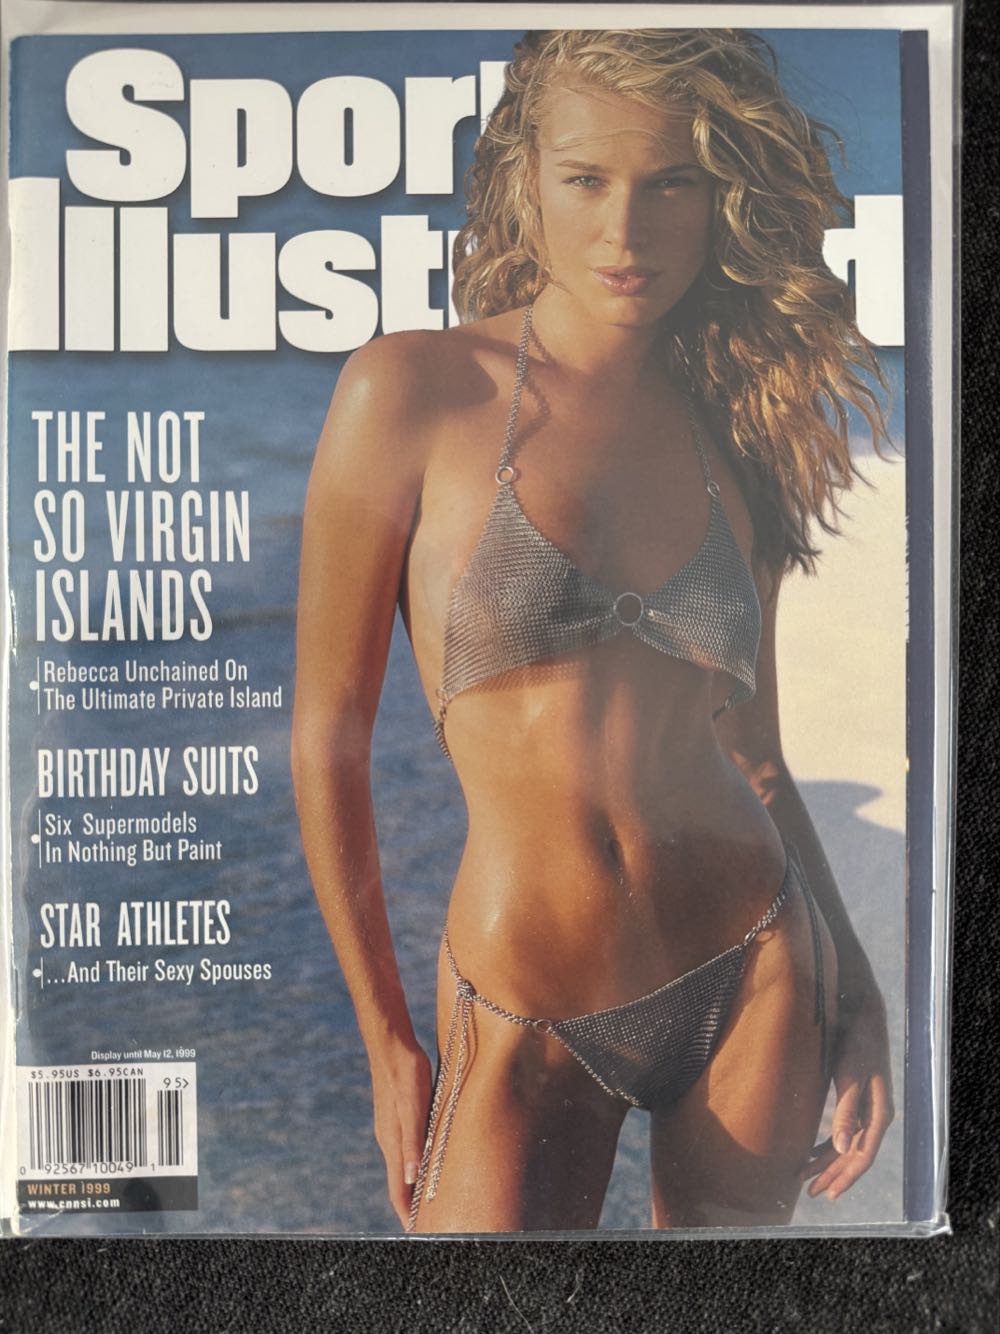 Sport
Illust d
THE NOT
SO VIRGIN
ISLANDS
Rebecca Unchained On
The Ultimate Private Island
BIRTHDAY SUITS
Six Supermodels
In Nothing But Paint
STAR ATHLETES
...And Their Sexy Spouses
Display until May 12, 1999
$5.95US $6.95CAN
95>
0 92567 10049 1
WINTER 1999
www.cnnsi.com